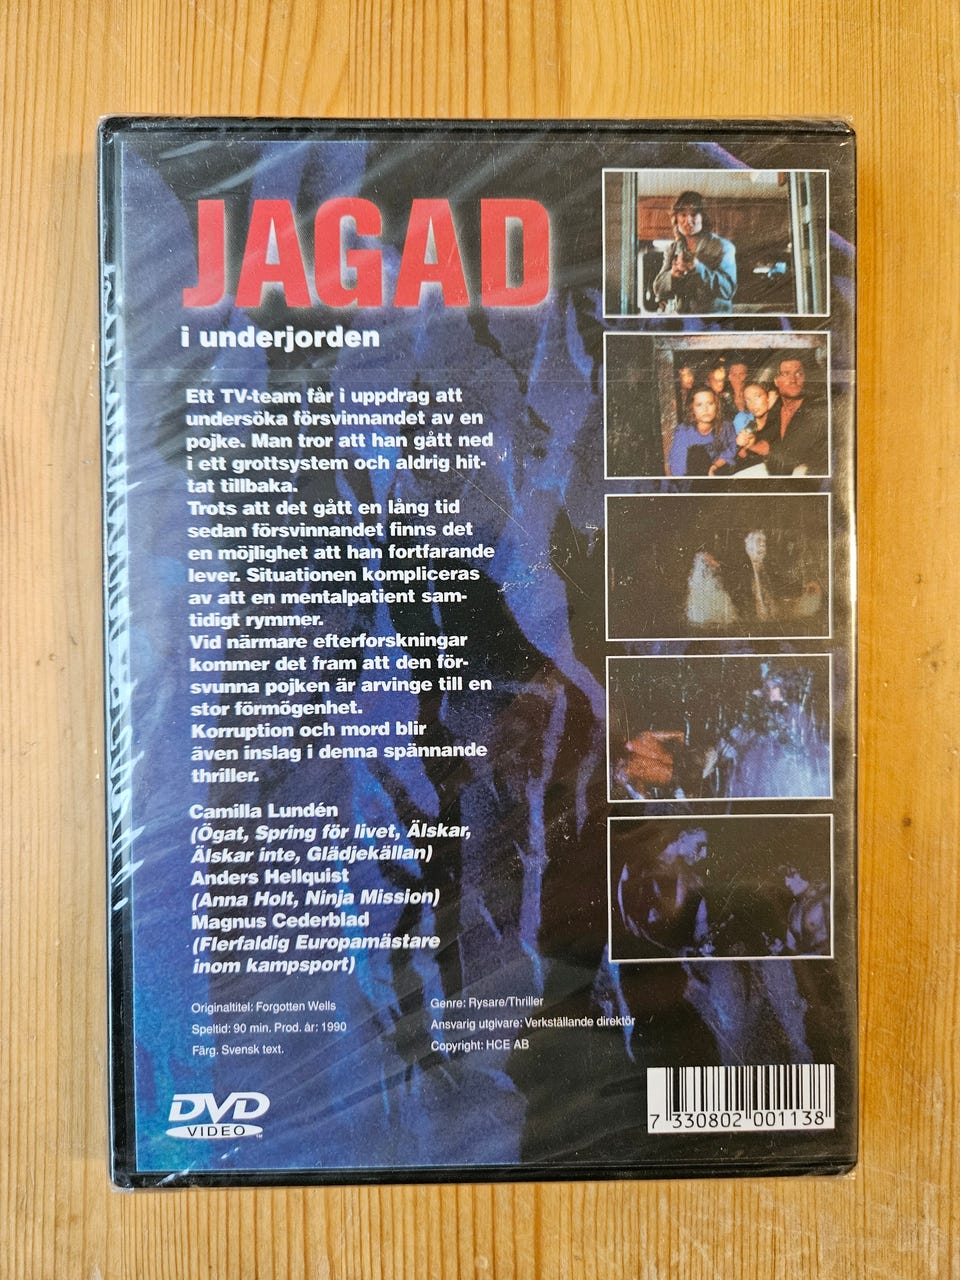 JAGAD
i underjorden
Ett TV-team får i uppdrag att
undersöka försvinnandet av en
pojke. Man tror att han gått ned
i ett grottsystem och aldrig hit-
tat tillbaka.
Trots att det gått en lång tid
sedan försvinnandet finns det
en möjlighet att han fortfarande
lever. Situationen kompliceras
av att en mentalpatient sam-
tidigt rymmer.
Vid närmare efterforskningar
kommer det fram att den för-
svunna pojken är arvinge till en
stor förmögenhet.
Korruption och mord blir
även inslag i denna spännande
thriller.
Camilla Lundén
(Ögat, Spring för livet, Älskar,
Älskar inte, Glädjekällan)
Anders Hellquist
(Anna Holt, Ninja Mission)
Magnus Cederblad
(Flerfaldig Europamästare
inom kampsport)
Originaltitel: Forgotten Wells
Speltid: 90 min. Prod. år: 1990
Färg. Svensk text.
Genre: Rysare/Thriller
Ansvarig utgivare: Verkställande direktör
Copyright: HCE AB
DVD
VIDEO
7 330802 001138